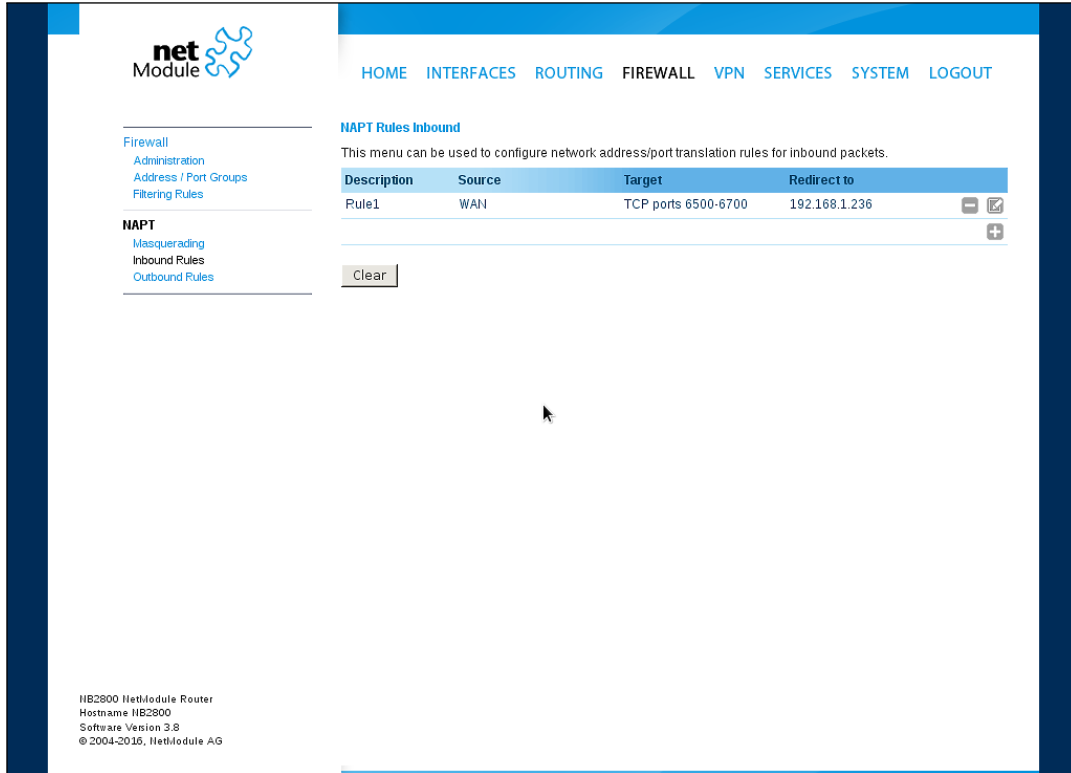 net
Module
HOME INTERFACES ROUTING FIREWALL VPN SERVICES SYSTEM LOGOUT
Firewall
Administration
Address / Port Groups
Filtering Rules
NAPT
Masquerading
Inbound Rules
Outbound Rules
NAPT Rules Inbound
This menu can be used to configure network address/port translation rules for inbound packets.
Description Source Target Redirect to
Rule1 WAN TCP ports 6500-6700 192.168.1.236
Clear
NB2800 NetModule Router
Hostname NB2800
Software Version 3.8
© 2004-2016, NetModule AG